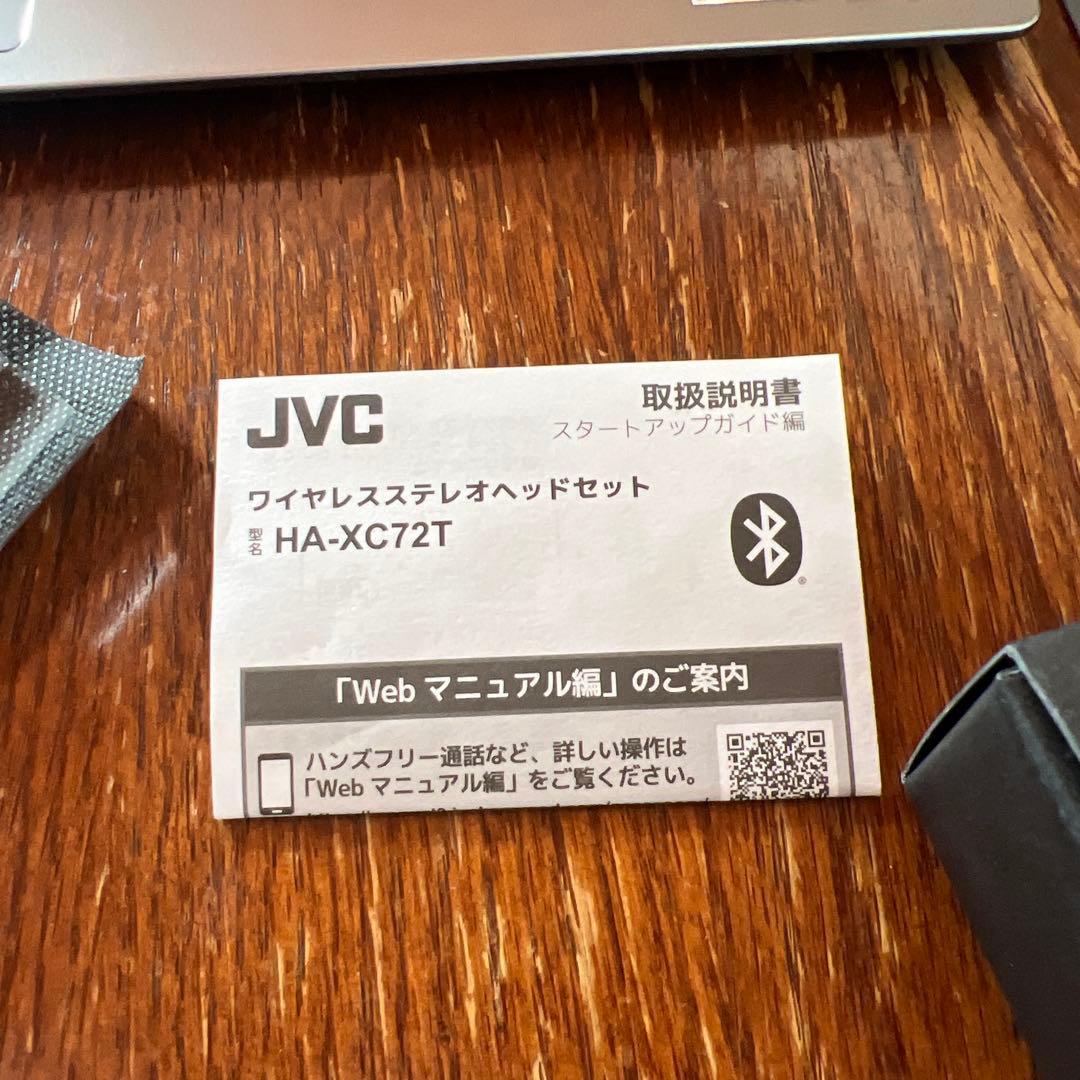 JVC
取扱説明書
スタートアップガイド編
ワイヤレスステレオヘッドセット
型名 HA-XC72T
「Web マニュアル編」のご案内
ハンズフリー通話など、詳しい操作は
「Web マニュアル編」をご覧ください。